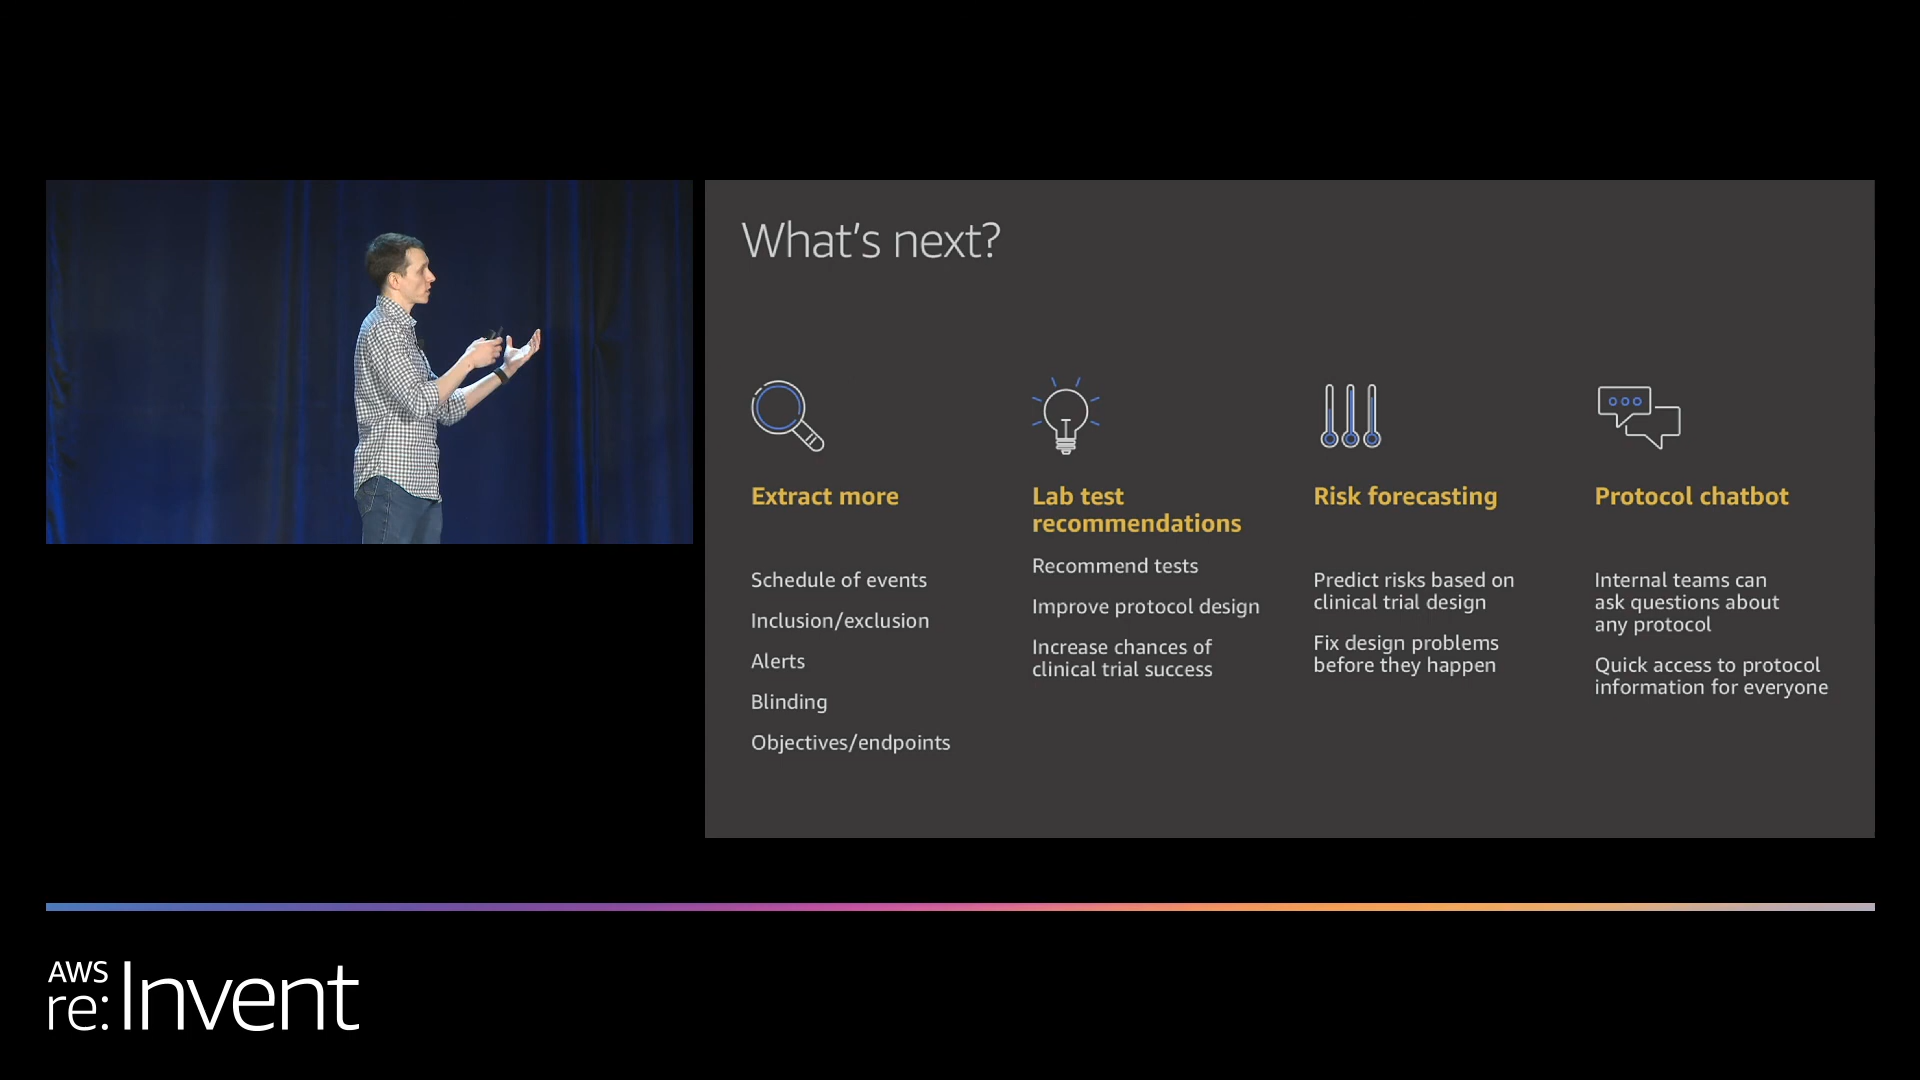 What's next?
Extract more
Schedule of events
Inclusion/exclusion
Alerts
Blinding
Objectives/endpoints
Lab test
recommendations
Recommend tests
Improve protocol design
Increase chances of
clinical trial success
Risk forecasting
Predict risks based on
clinical trial design
Fix design problems
before they happen
Protocol chatbot
Internal teams can
ask questions about
any protocol
Quick access to protocol
information for everyone
AWS
re:Invent